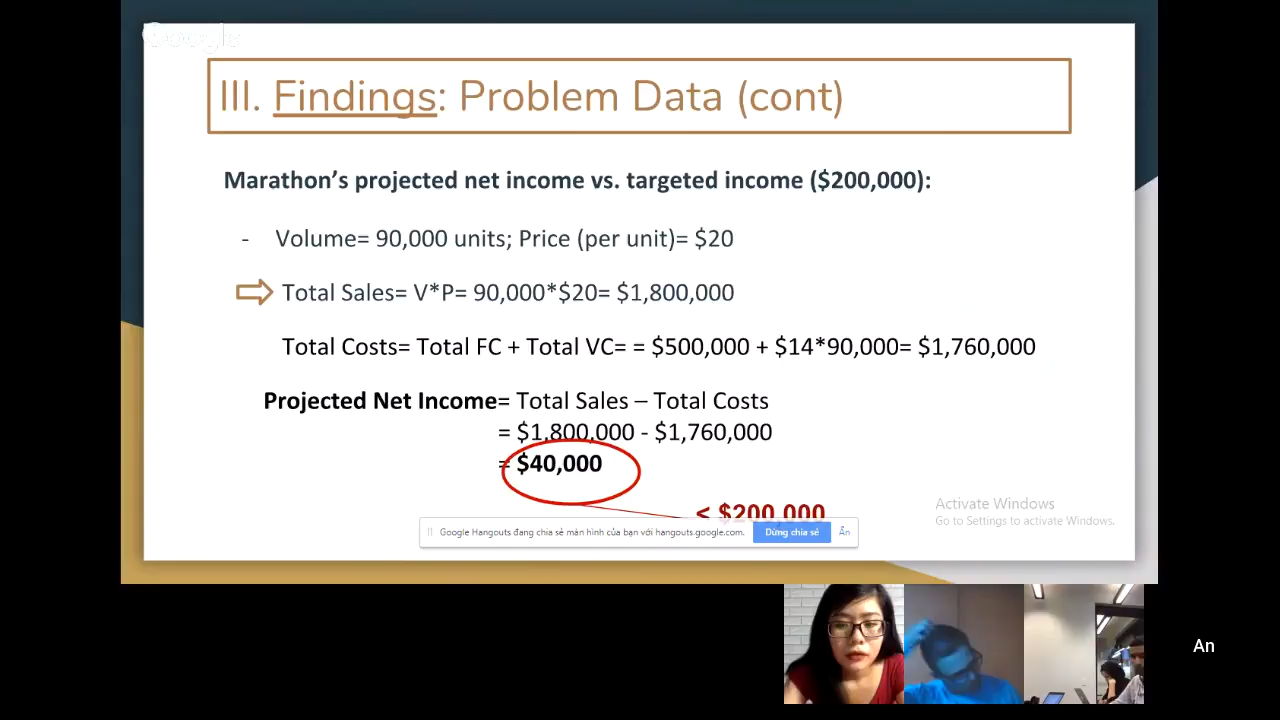 Google
III. Findings: Problem Data (cont)
Marathon's projected net income vs. targeted income ($200,000):
- Volume= 90,000 units; Price (per unit)= $20
Total Sales= V*P= 90,000*$20= $1,800,000
Total Costs= Total FC + Total VC= = $500,000 + $14*90,000= $1,760,000
Projected Net Income= Total Sales – Total Costs
= $1,800,000 - $1,760,000
= $40,000
< $200,000
Activate Windows
Go to Settings to activate Windows.
Google Hangouts đang chia sẻ màn hình của bạn với hangouts.google.com. Dừng chia sẻ Ẩn
An